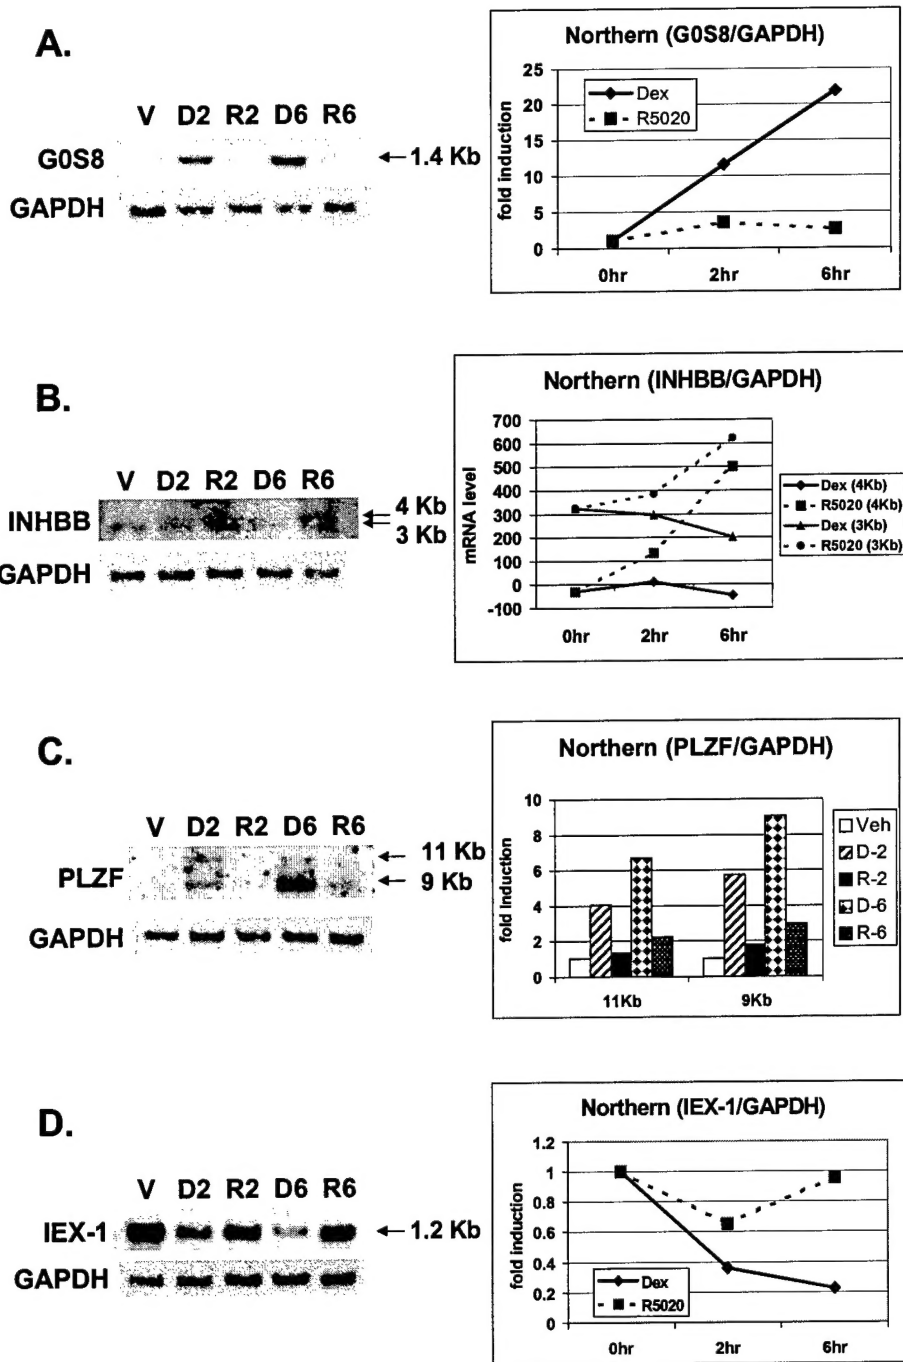 A.
V D2 R2 D6 R6
G0S8
1.4 Kb
GAPDH
Northern (G0S8/GAPDH)
fold induction
25
20
15
10
5
0
Dex
R5020
0hr 2hr 6hr
B.
V D2 R2 D6 R6
INHBB
4 Kb
3 Kb
GAPDH
Northern (INHBB/GAPDH)
mRNA level
700
600
500
400
300
200
100
0
-100
0hr 2hr 6hr
Dex (4Kb)
R5020 (4Kb)
Dex (3Kb)
R5020 (3Kb)
C.
V D2 R2 D6 R6
PLZF
11 Kb
9 Kb
GAPDH
Northern (PLZF/GAPDH)
fold induction
10
8
6
4
2
0
11Kb 9Kb
Veh
D-2
R-2
D-6
R-6
D.
V D2 R2 D6 R6
IEX-1
1.2 Kb
GAPDH
Northern (IEX-1/GAPDH)
fold induction
1.2
1
0.8
0.6
0.4
0.2
0
Dex
R5020
0hr 2hr 6hr